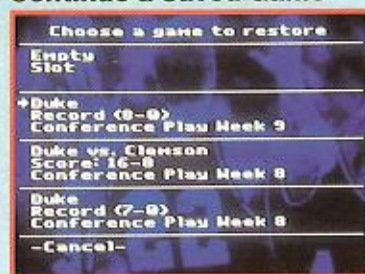 Continue a Saved Game
Choose a game to restore
Empty
Slot
Duke
Record (8-0)
Conference Play Week 9
Duke vs. Clemson
Score: 16-8
Conference Play Week 8
Duke
Record (7-0)
Conference Play Week 8
-Cancel-